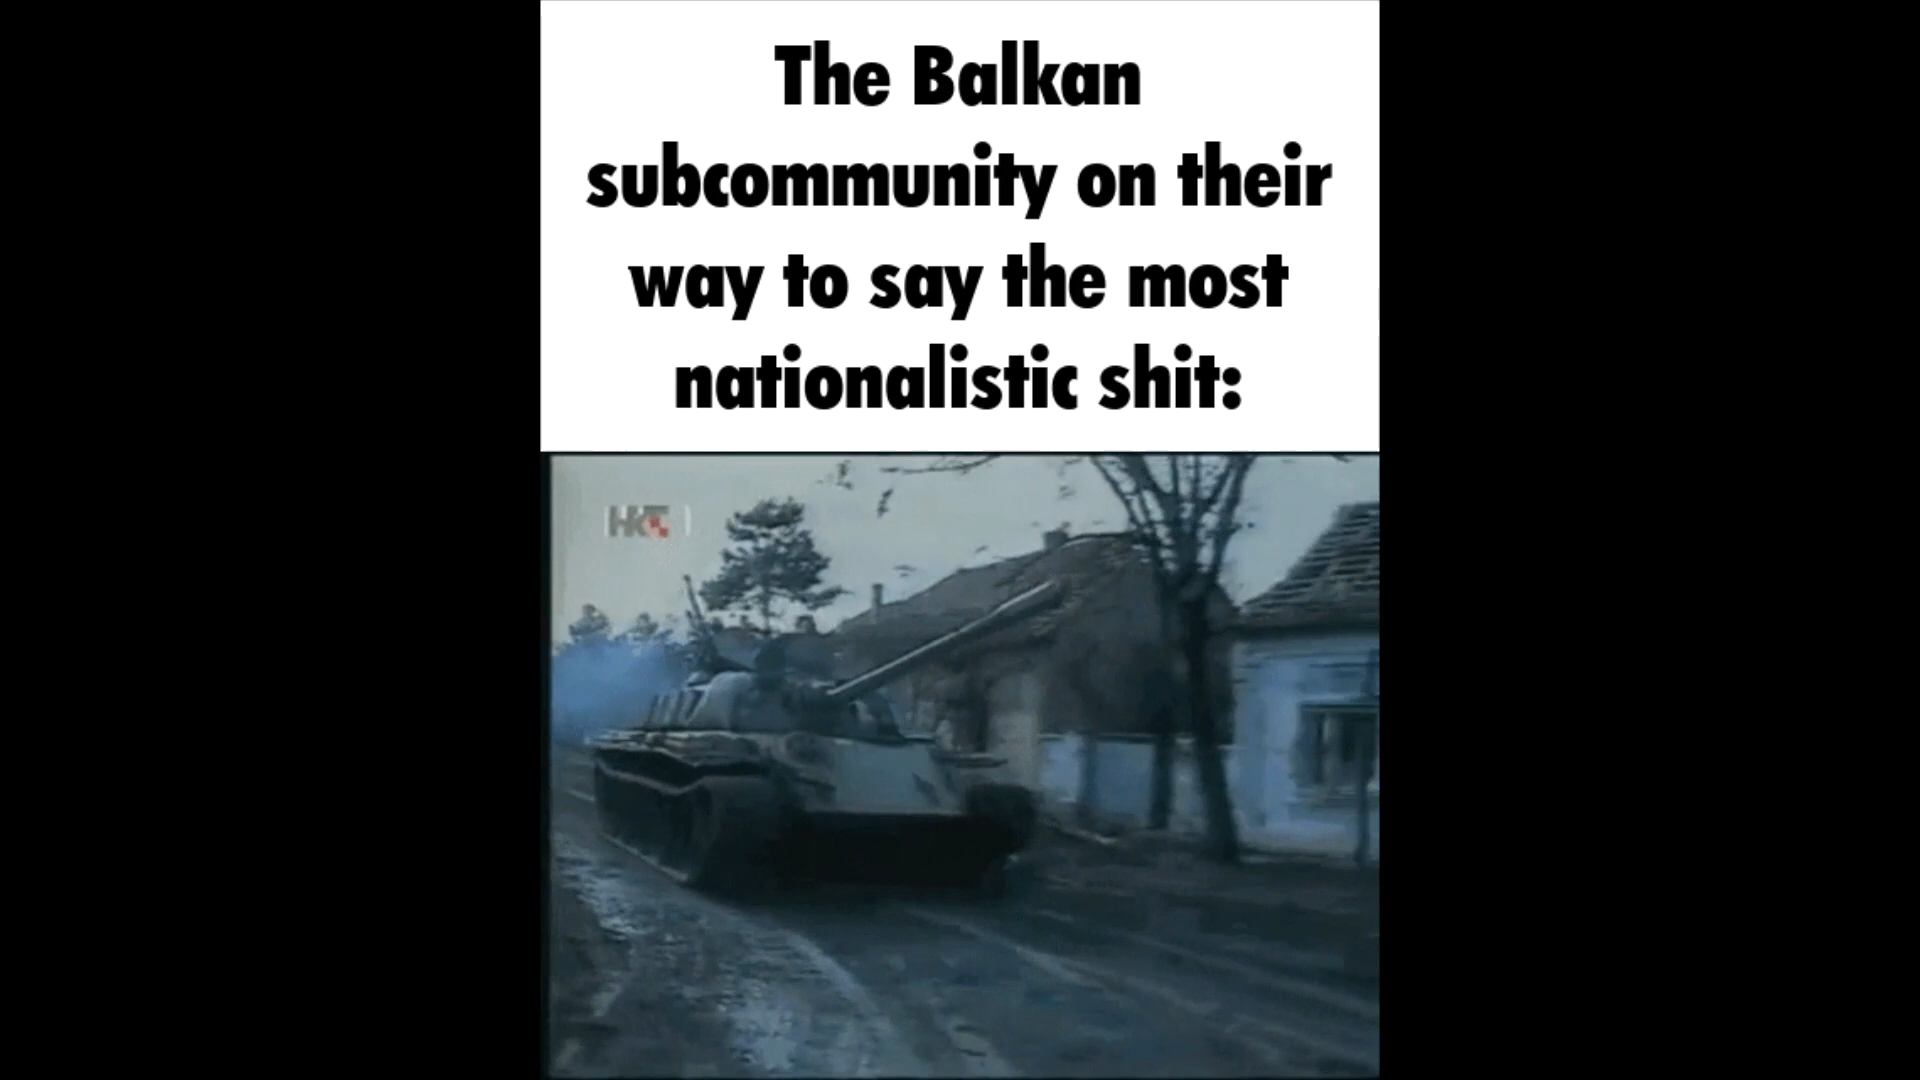 The Balkan
subcommunity on their
way to say the most
nationalistic shit: